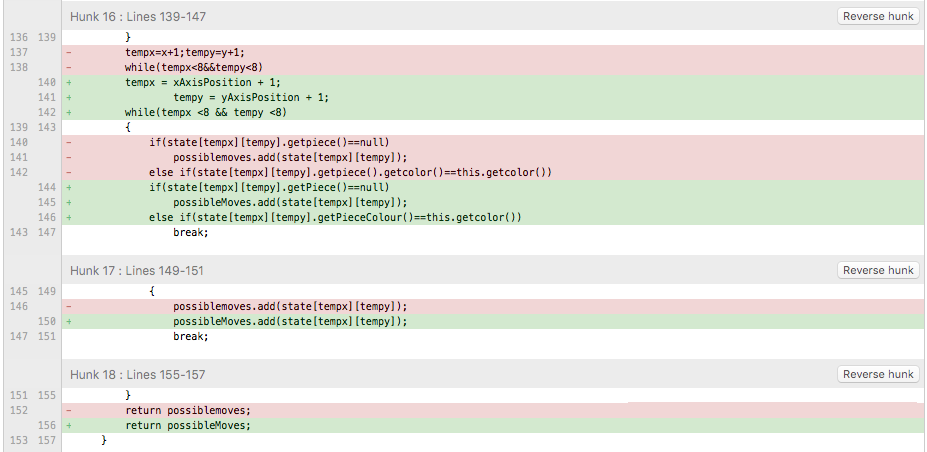 Hunk 16 : Lines 139-147 Reverse hunk
136 139 }
137 - tempx=x+1;tempy=y+1;
138 - while(tempx<8&&tempy<8)
140 + tempx = xAxisPosition + 1;
141 + tempy = yAxisPosition + 1;
142 + while(tempx <8 && tempy <8)
139 143 {
140 - if(state[tempx][tempy].getpiece()==null)
141 - possiblemoves.add(state[tempx][tempy]);
142 - else if(state[tempx][tempy].getpiece().getcolor()==this.getcolor())
144 + if(state[tempx][tempy].getPiece()==null)
145 + possibleMoves.add(state[tempx][tempy]);
146 + else if(state[tempx][tempy].getPieceColour()==this.getcolor())
143 147 break;
Hunk 17 : Lines 149-151 Reverse hunk
145 149 {
146 - possiblemoves.add(state[tempx][tempy]);
150 + possibleMoves.add(state[tempx][tempy]);
147 151 break;
Hunk 18 : Lines 155-157 Reverse hunk
151 155 }
152 - return possiblemoves;
156 + return possibleMoves;
153 157 }